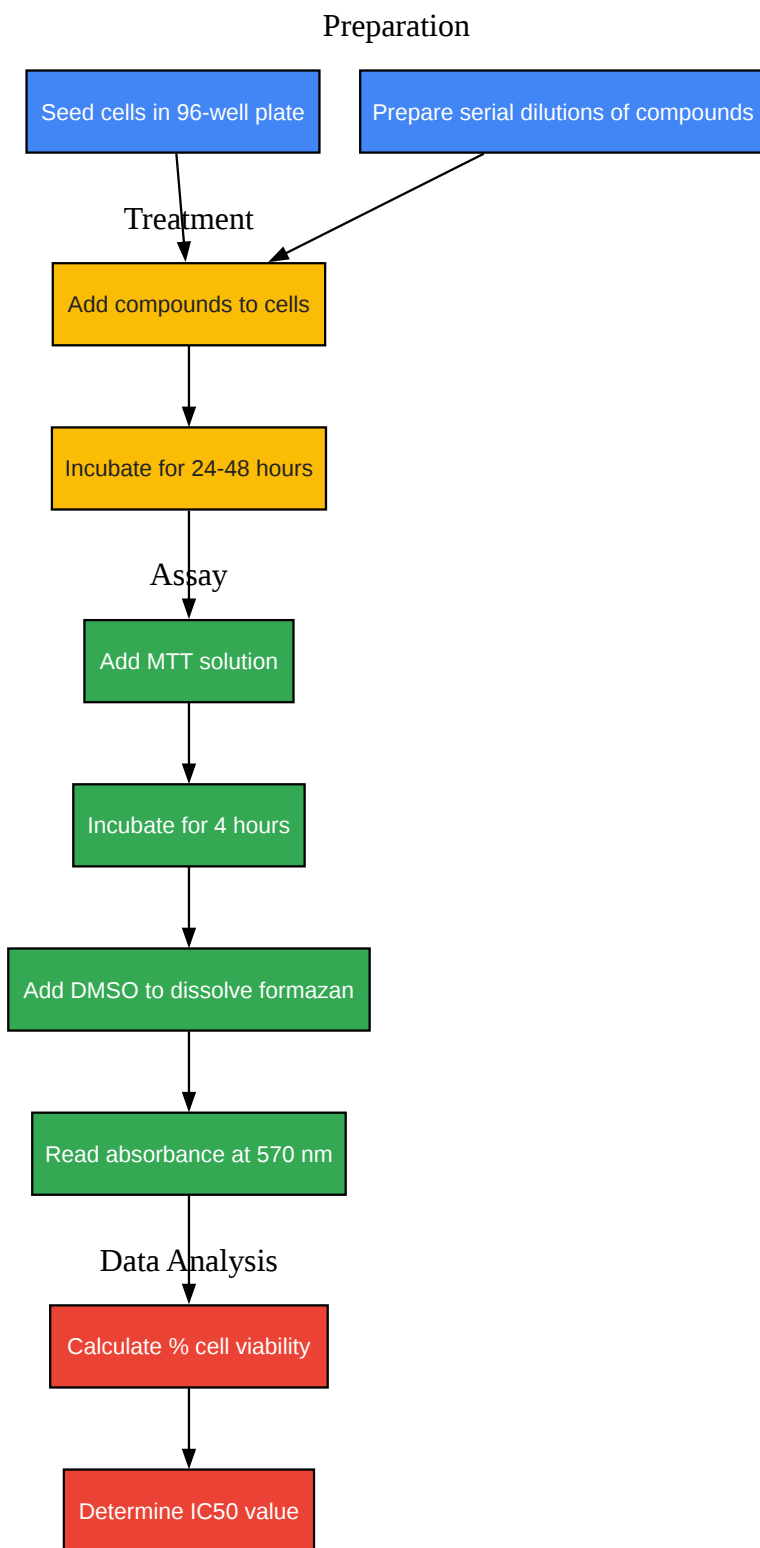 Preparation
Seed cells in 96-well plate
Prepare serial dilutions of compounds
Treatment
Add compounds to cells
Incubate for 24-48 hours
Assay
Add MTT solution
Incubate for 4 hours
Add DMSO to dissolve formazan
Read absorbance at 570 nm
Data Analysis
Calculate % cell viability
Determine IC50 value